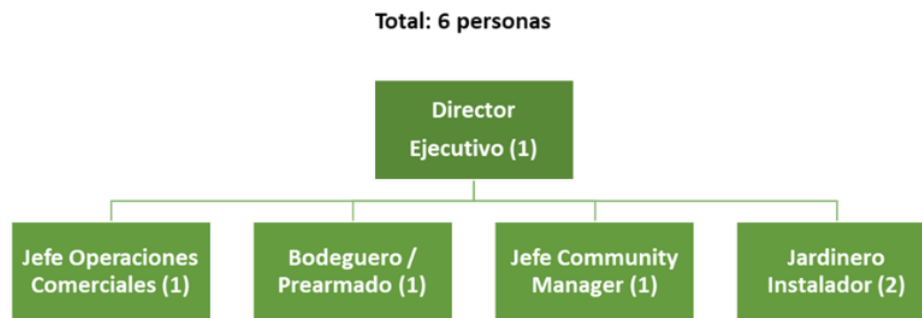 Total: 6 personas
Director
Ejecutivo (1)
Jefe Operaciones
Comerciales (1)
Bodeguero /
Prearmado (1)
Jefe Community
Manager (1)
Jardinero
Instalador (2)